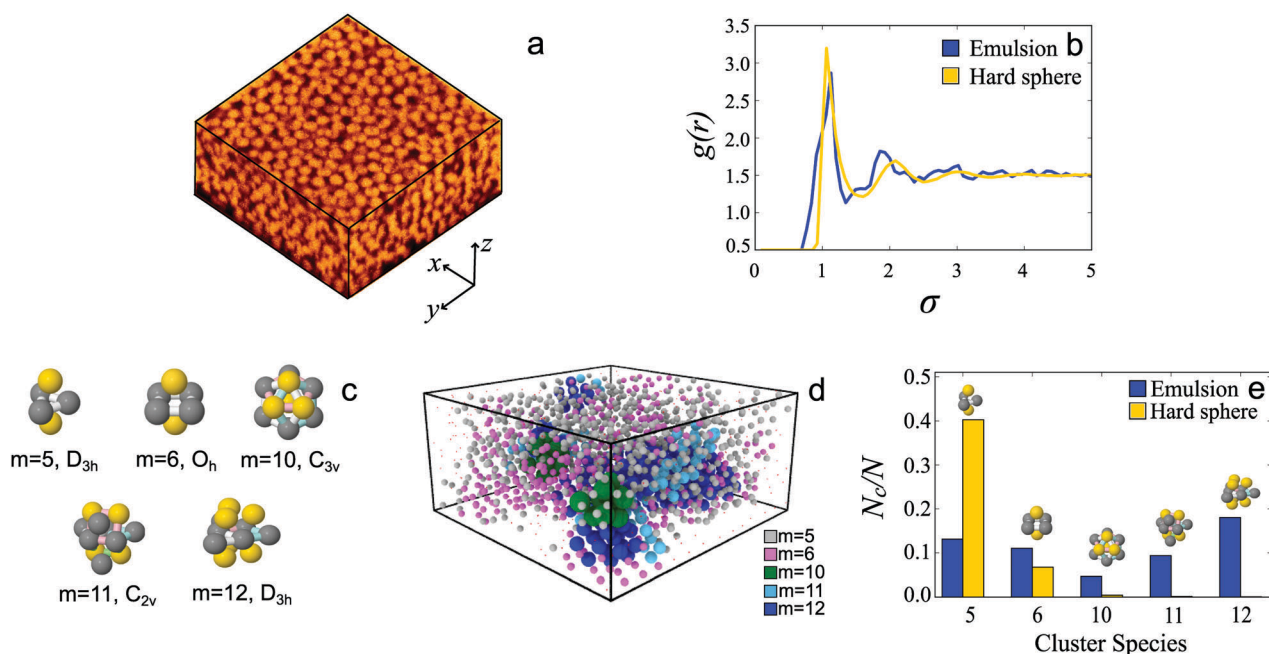 a
x
y
z
b
Emulsion
Hard sphere
g(r)
3.5
3.0
2.5
2.0
1.5
1.0
0.5
0 1 2 3 4 5
σ
c
m=5, D3h
m=6, Oh
m=10, C3v
m=11, C2v
m=12, D3h
d
m=5
m=6
m=10
m=11
m=12
e
Emulsion
Hard sphere
Nc/N
0.5
0.4
0.3
0.2
0.1
0.0
5 6 10 11 12
Cluster Species